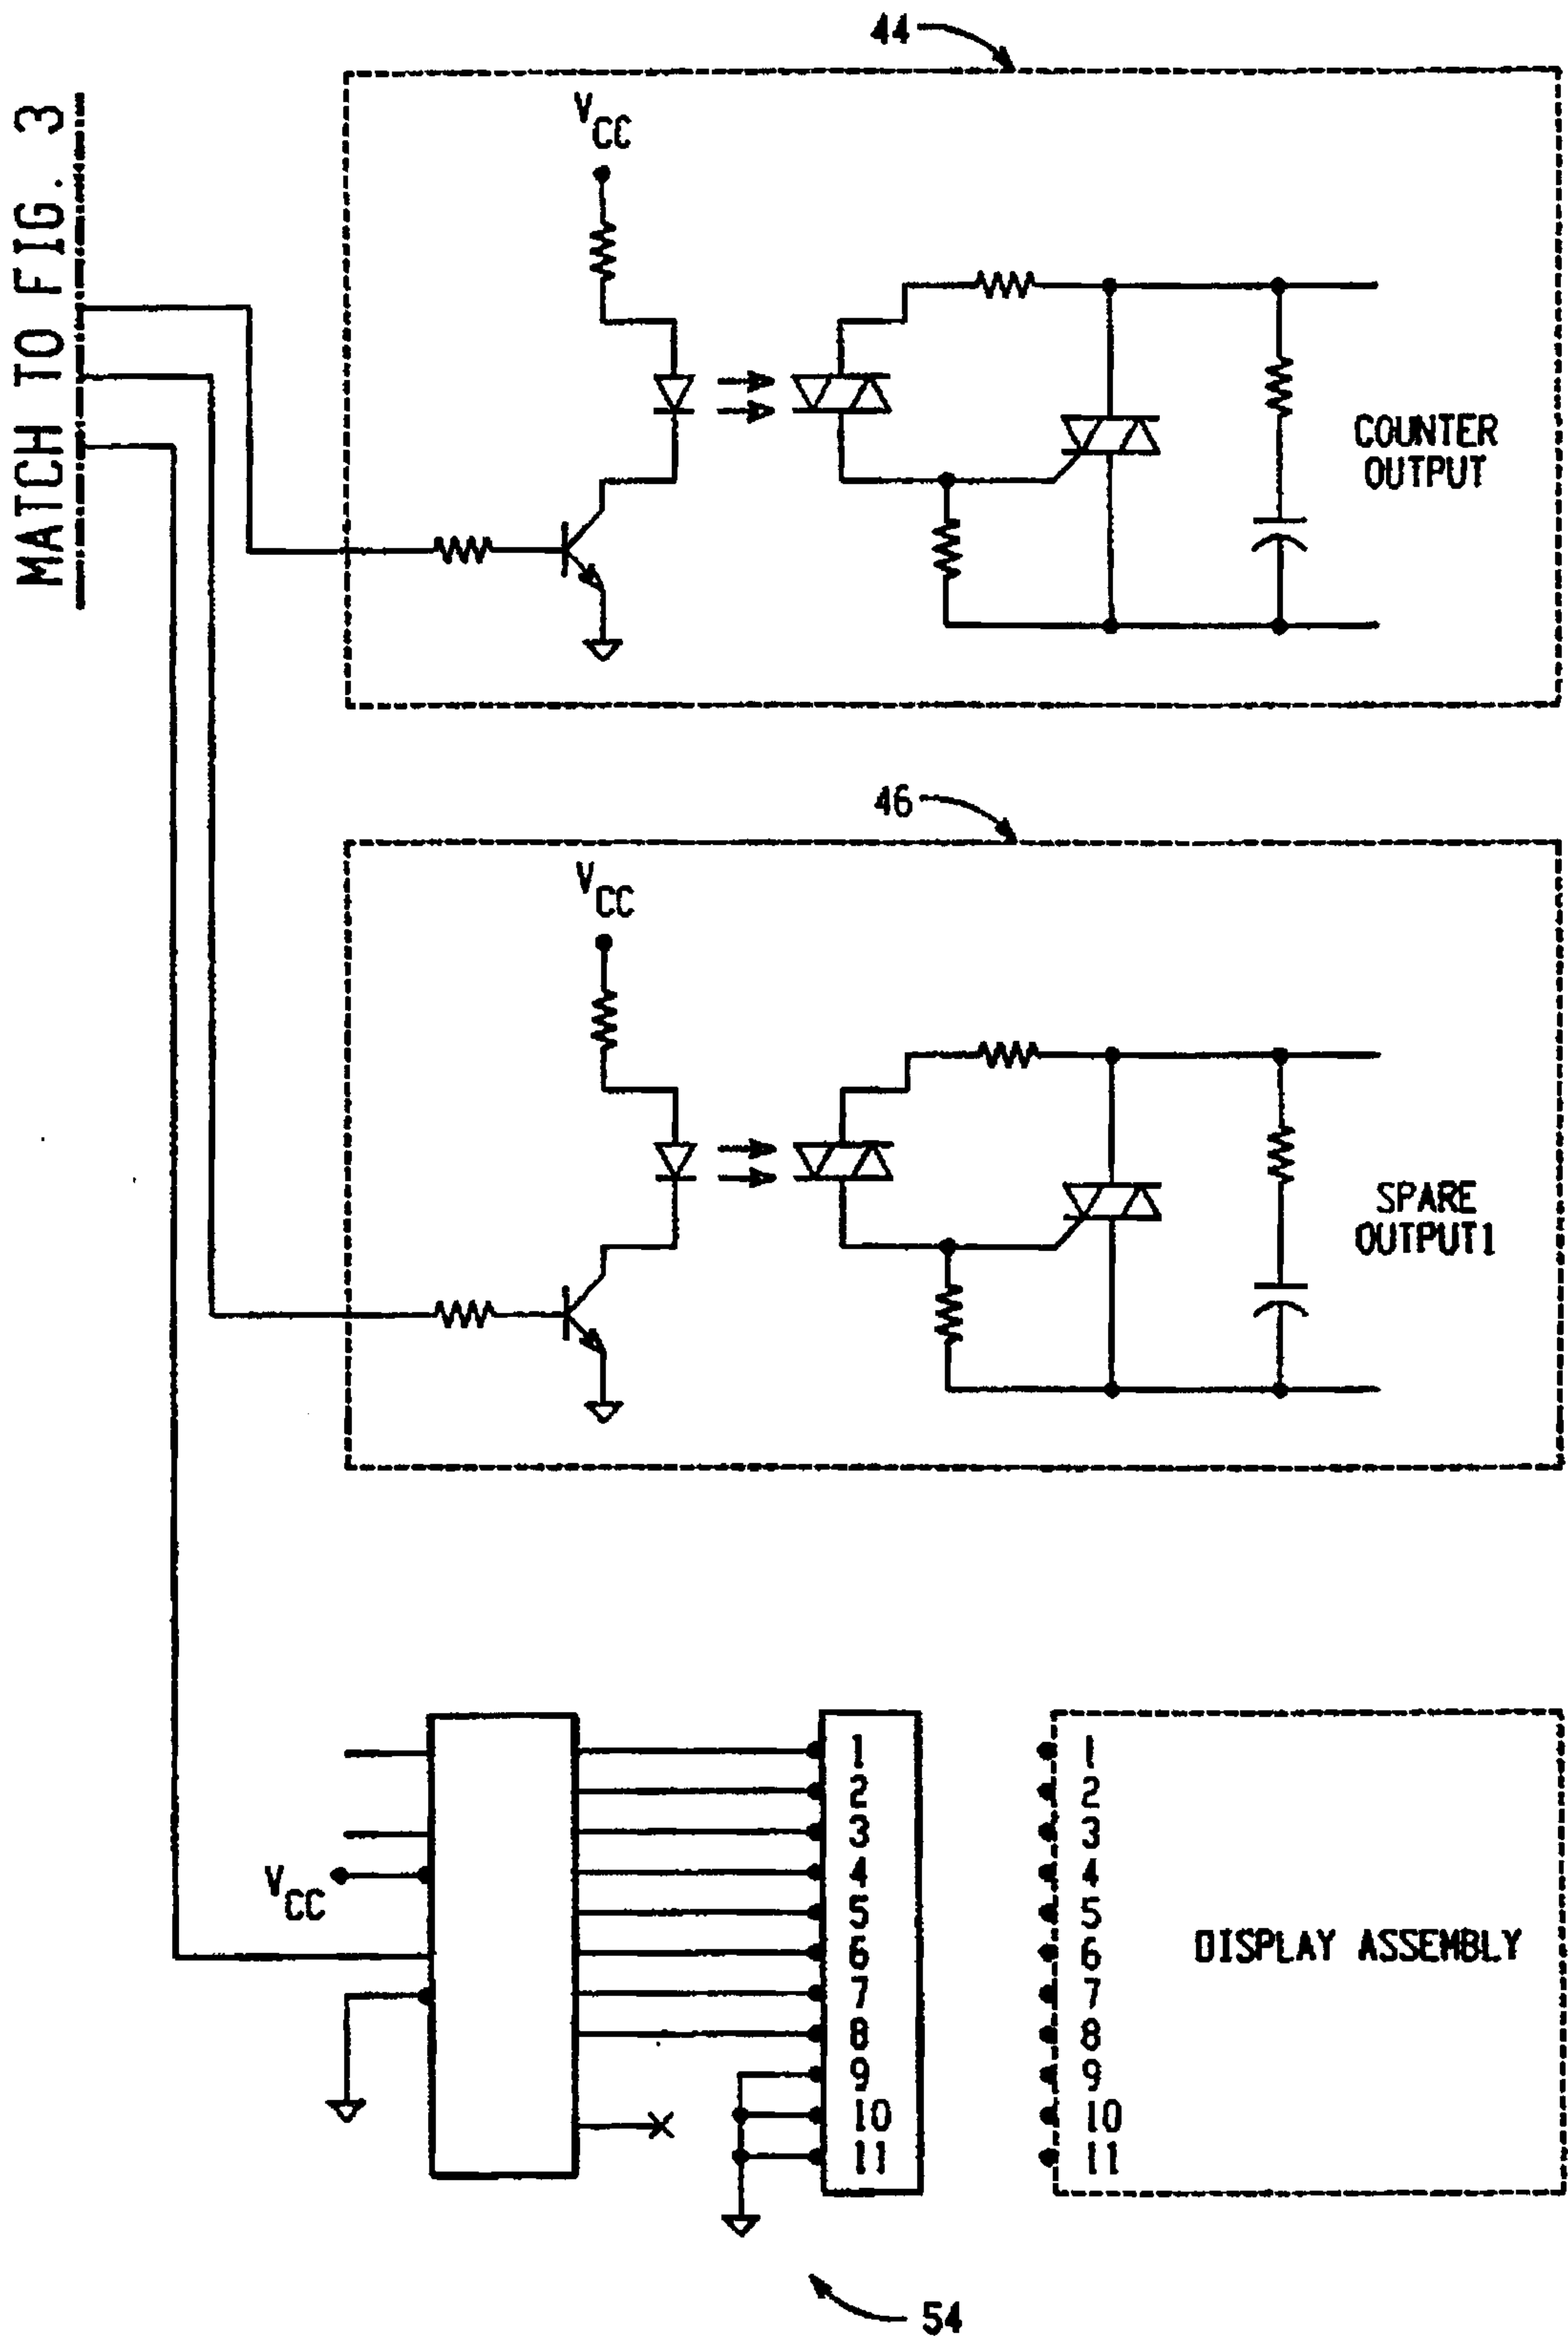 MATCH TO FIG. 3
44
VCC
COUNTER
OUTPUT
46
VCC
SPARE
OUTPUT1
VCC
1
2
3
4
5
6
7
8
9
10
11
1
2
3
4
5
6
7
8
9
10
11
DISPLAY ASSEMBLY
54